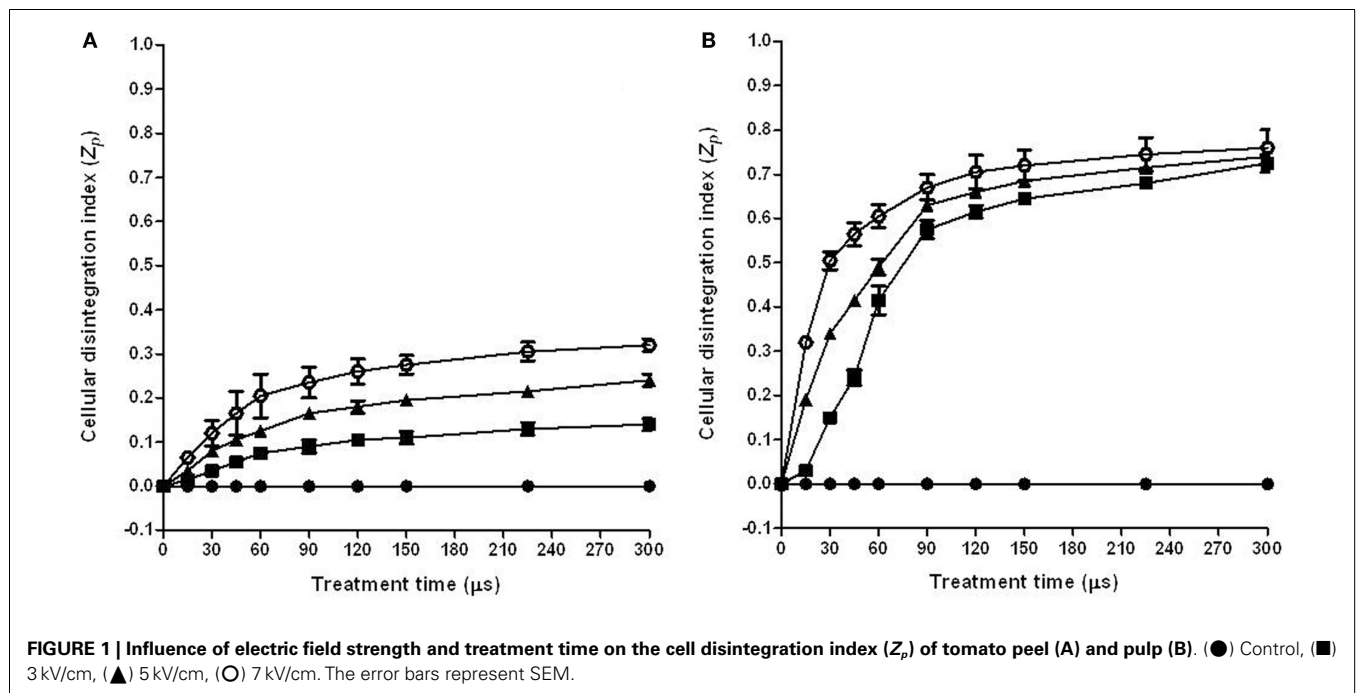 A
1.0
0.9
0.8
0.7
0.6
0.5
0.4
0.3
0.2
0.1
0.0
-0.1
Cellular disintegration index (Zp)
0 30 60 90 120 150 180 210 240 270 300
Treatment time (μs)
B
1.0
0.9
0.8
0.7
0.6
0.5
0.4
0.3
0.2
0.1
0.0
-0.1
Cellular disintegration index (Zp)
0 30 60 90 120 150 180 210 240 270 300
Treatment time (μs)
FIGURE 1 | Influence of electric field strength and treatment time on the cell disintegration index (Zp) of tomato peel (A) and pulp (B). (●) Control, (■)
3 kV/cm, (▲) 5 kV/cm, (○) 7 kV/cm. The error bars represent SEM.